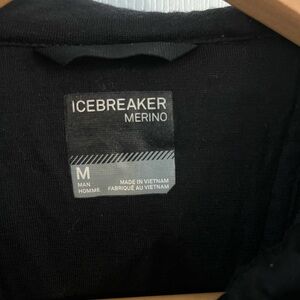 ICEBREAKER
MERINO
M
MAN
HOMME
MADE IN VIETNAM
FABRIQUÉ AU VIETNAM